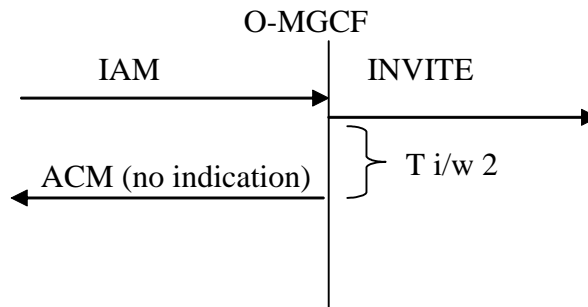 O-MGCF
IAM
INVITE
T i/w 2
ACM (no indication)